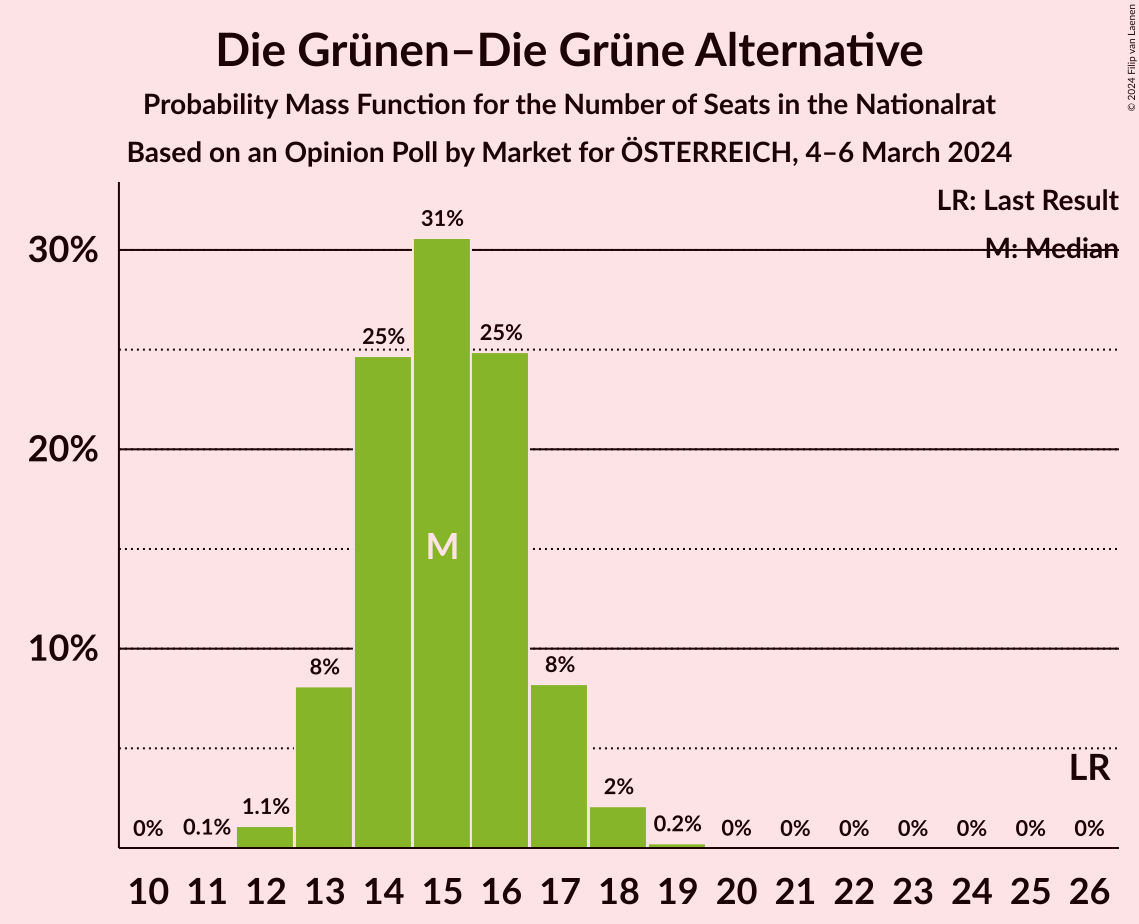 Die Grünen–Die Grüne Alternative
Probability Mass Function for the Number of Seats in the Nationalrat
Based on an Opinion Poll by Market for ÖSTERREICH, 4–6 March 2024
© 2024 Filip van Laenen
LR: Last Result
M: Median
30%
20%
10%
0%
0.1%
1.1%
8%
25%
31%
25%
8%
2%
0.2%
0%
0%
0%
0%
0%
0%
0%
M
LR
10 11 12 13 14 15 16 17 18 19 20 21 22 23 24 25 26